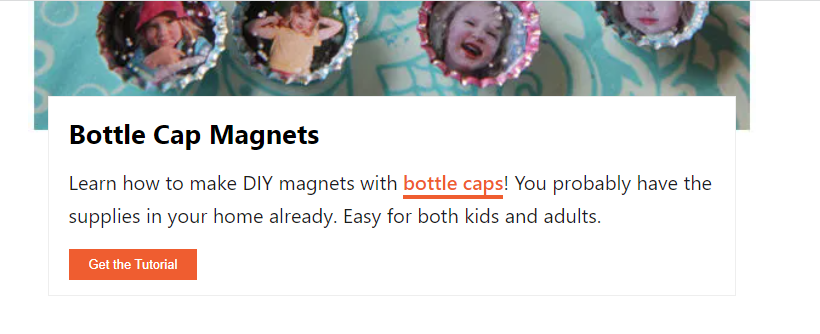 Bottle Cap Magnets
Learn how to make DIY magnets with bottle caps! You probably have the
supplies in your home already. Easy for both kids and adults.
Get the Tutorial